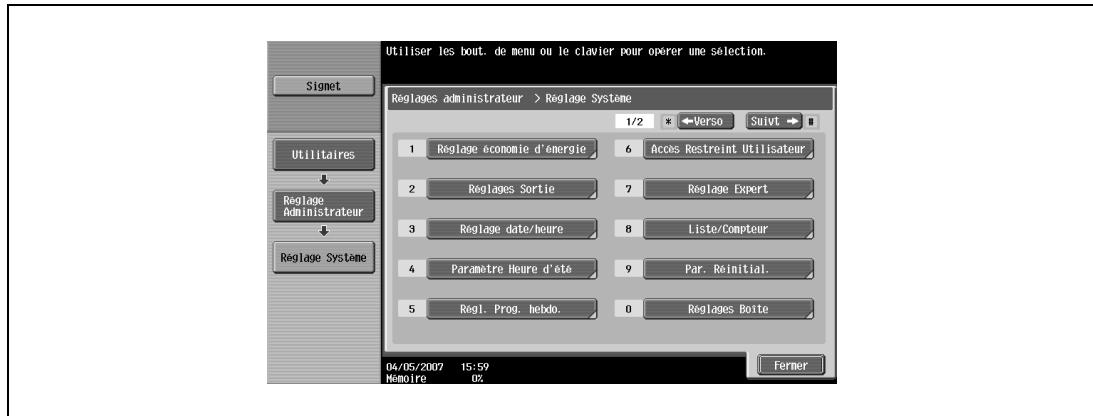 Utiliser les bout. de menu ou le clavier pour opérer une sélection.
Signet
Réglages administrateur > Réglage Système
1/2 * ←Verso Suivt → #
Utilitaires
Réglage
Administrateur
Réglage Système
1 Réglage économie d'énergie
6 Accès Restreint Utilisateur
2 Réglages Sortie
7 Réglage Expert
3 Réglage date/heure
8 Liste/Compteur
4 Paramètre Heure d'été
9 Par. Réinitial.
5 Régl. Prog. hebdo.
0 Réglages Boîte
04/05/2007 15:59
Mémoire 0%
Fermer